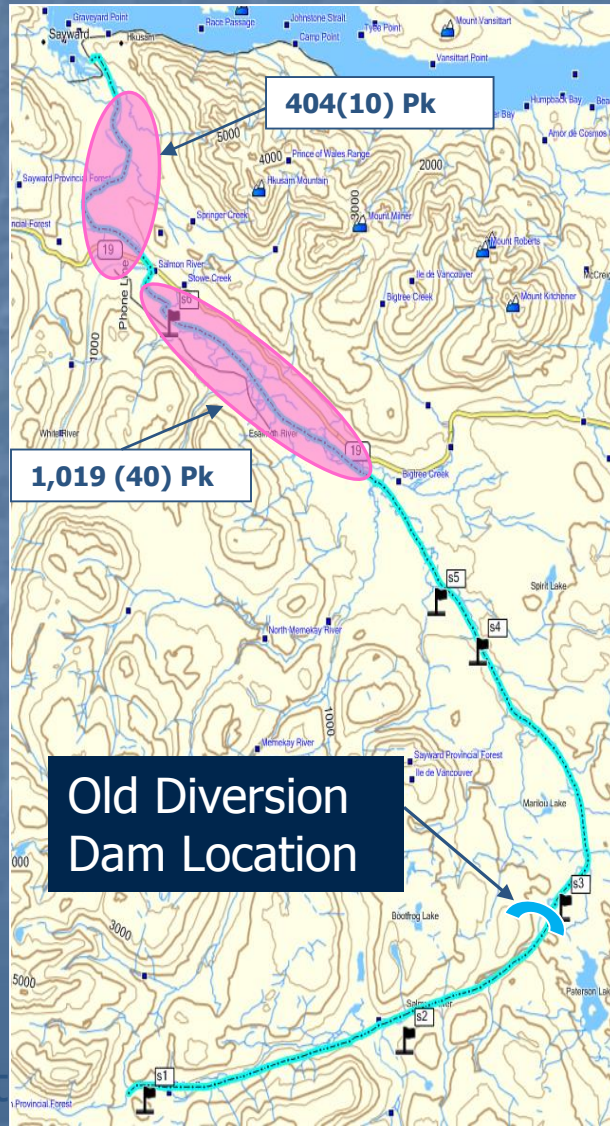 Graveyard Point
Race Passage
Johnstone Strait
Mount Vansittart
Sayward
Hkusam
Camp Point
Tyee Point
Vansittart Point
404(10) Pk
Humpback Bay
5000
Amor de Cosmos
4000
Prince of Wales Range
2000
Sayward Provincial Forest
Hkusam Mountain
3000
Springer Creek
Mount Milner
19
Mount Roberts
Salmon River
Phone Line
Stowe Creek
Ile de Vancouver
McCreig
s6
Bigtree Creek
Mount Kitchener
1000
White River
19
1,019 (40) Pk
Bigtree Creek
s5
Spirit Lake
s4
North Memekay River
1000
Memekay River
Sayward Provincial Forest
Ile de Vancouver
Old Diversion
Dam Location
Marilou Lake
000
s3
3000
Bootfrog Lake
5000
Paterson Lak
s2
s1
Provincial Forest